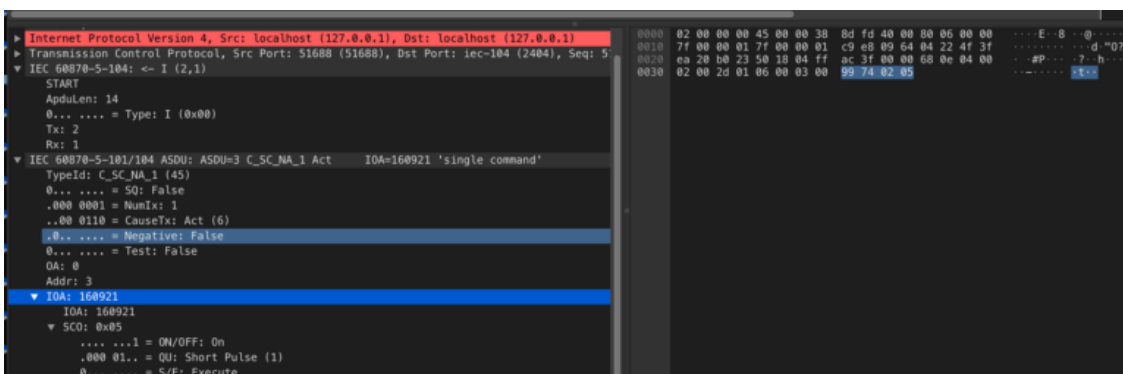 Internet Protocol Version 4, Src: localhost (127.0.0.1), Dst: localhost (127.0.0.1)
Transmission Control Protocol, Src Port: 51688 (51688), Dst Port: iec-104 (2404), Seq: 5
IEC 60870-5-104: <- I (2,1)
START
ApduLen: 14
0... .... = Type: I (0x00)
Tx: 2
Rx: 1
IEC 60870-5-101/104 ASDU: ASDU=3 C_SC_NA_1 Act IOA=160921 'single command'
TypeId: C_SC_NA_1 (45)
0... .... = SQ: False
.000 0001 = NumIx: 1
..00 0110 = CauseTx: Act (6)
.0.. .... = Negative: False
0... .... = Test: False
OA: 0
Addr: 3
IOA: 160921
IOA: 160921
SCO: 0x05
.... ...1 = ON/OFF: On
.000 01.. = QU: Short Pulse (1)
0... .... = S/E: Execute
0000 02 00 00 00 45 00 00 38 8d fd 40 00 80 06 00 00 ····E··8 ··@·····
0010 7f 00 00 01 7f 00 00 01 c9 e8 09 64 04 22 4f 3f ···d·"O?
0020 ea 20 b0 23 50 18 04 ff ac 3f 00 00 68 0e 04 00 · ·#P··· ·?··h···
0030 02 00 2d 01 06 00 03 00 99 74 02 05 ··-····· ·t··